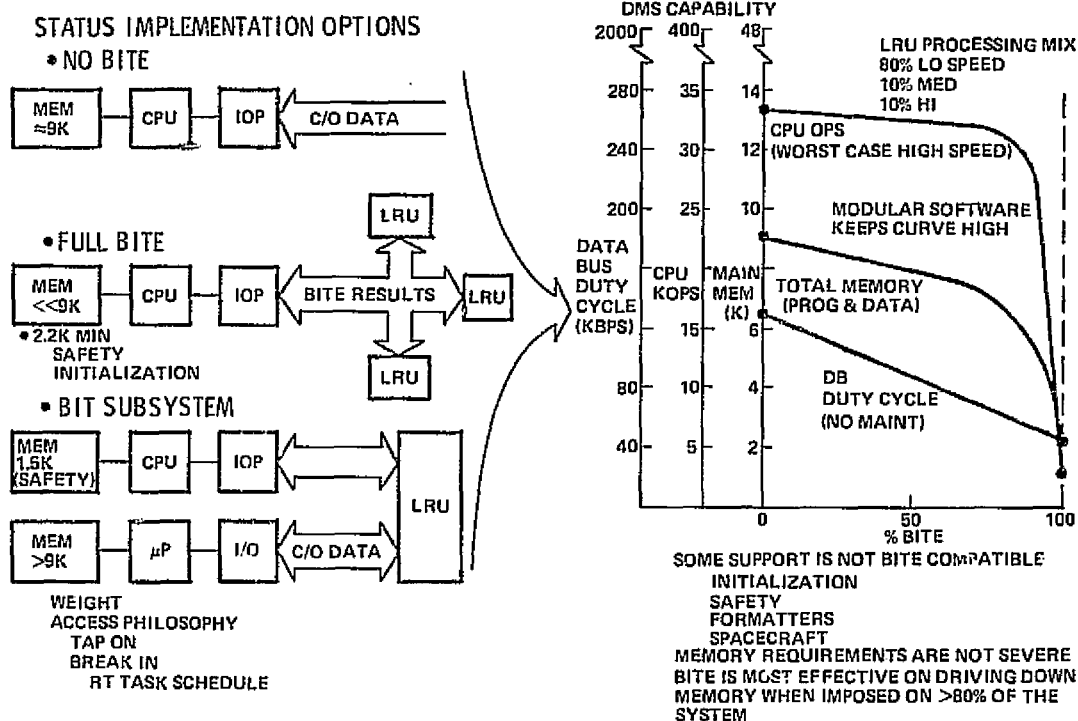 STATUS IMPLEMENTATION OPTIONS
• NO BITE
MEM
≈9K
CPU
IOP
C/O DATA
• FULL BITE
MEM
<<9K
CPU
IOP
BITE RESULTS
LRU
LRU
LRU
• 2.2K MIN
SAFETY
INITIALIZATION
• BIT SUBSYSTEM
MEM
1.5K
(SAFETY)
CPU
IOP
LRU
MEM
>9K
μP
I/O
C/O DATA
WEIGHT
ACCESS PHILOSOPHY
TAP ON
BREAK IN
RT TASK SCHEDULE
DMS CAPABILITY
2000
400
48
280
35
14
240
30
12
200
25
10
DATA
BUS
DUTY
CYCLE
(KBPS)
CPU
KOPS
MAIN
MEM
(K)
15
6
80
10
4
40
5
2
LRU PROCESSING MIX
80% LO SPEED
10% MED
10% HI
CPU OPS
(WORST CASE HIGH SPEED)
MODULAR SOFTWARE
KEEPS CURVE HIGH
TOTAL MEMORY
(PROG & DATA)
DB
DUTY CYCLE
(NO MAINT)
0
50
100
% BITE
SOME SUPPORT IS NOT BITE COMPATIBLE
INITIALIZATION
SAFETY
FORMATTERS
SPACECRAFT
MEMORY REQUIREMENTS ARE NOT SEVERE
BITE IS MOST EFFECTIVE ON DRIVING DOWN
MEMORY WHEN IMPOSED ON >80% OF THE
SYSTEM